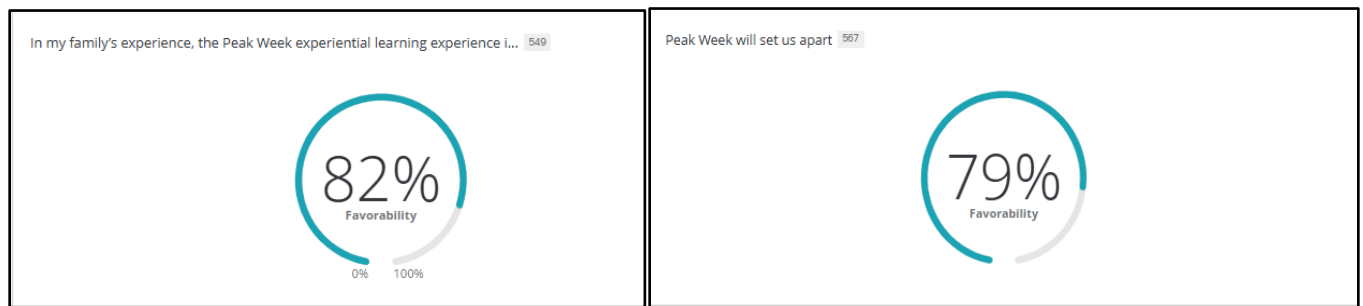 In my family's experience, the Peak Week experiential learning experience i... 549
82%
Favorability
0% 100%
Peak Week will set us apart 567
79%
Favorability